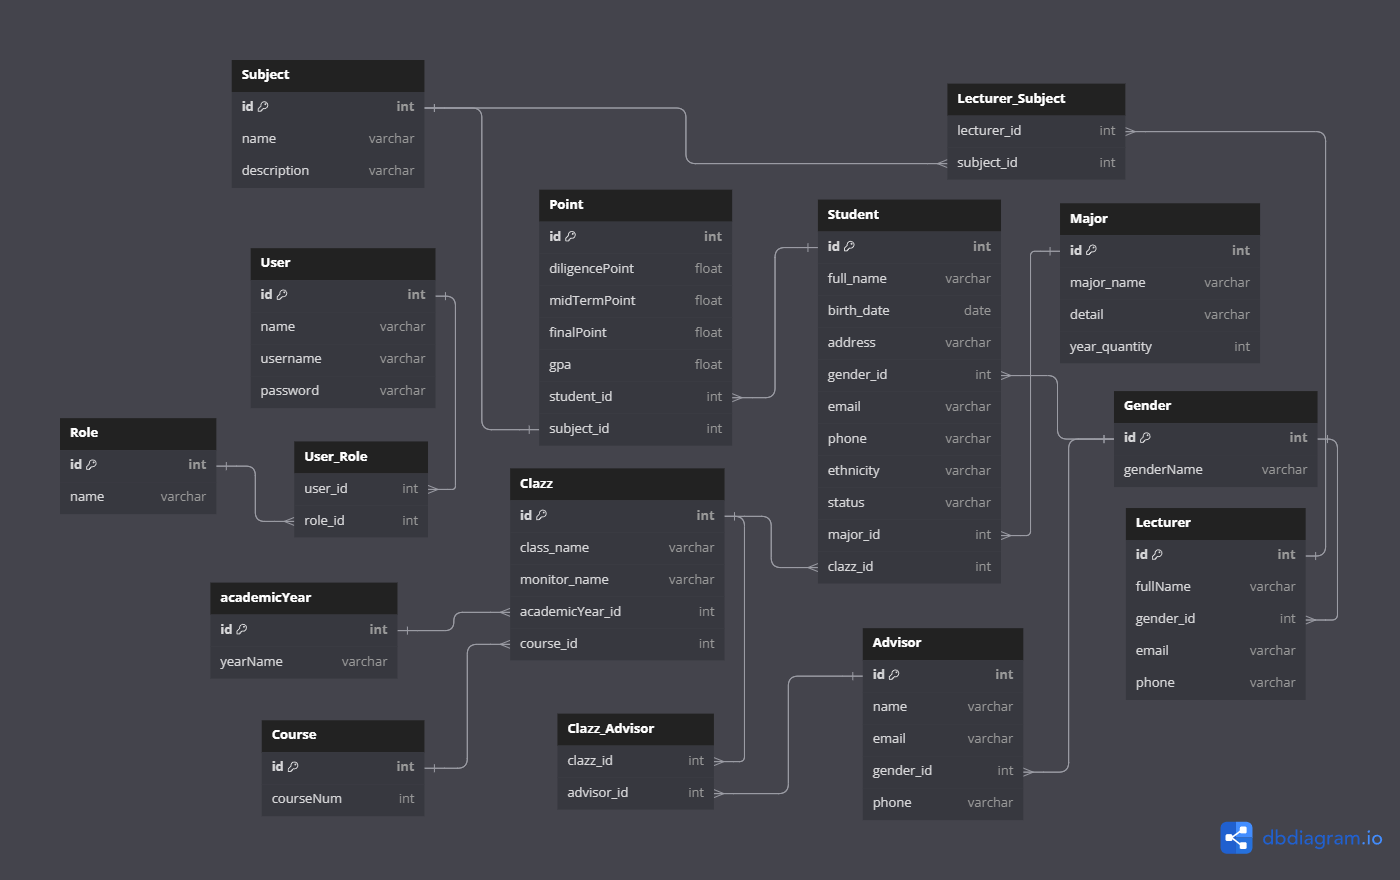 Subject
id int
name varchar
description varchar
Lecturer_Subject
lecturer_id int
subject_id int
Point
id int
diligencePoint float
midTermPoint float
finalPoint float
gpa float
student_id int
subject_id int
Student
id int
full_name varchar
birth_date date
address varchar
gender_id int
email varchar
phone varchar
ethnicity varchar
status varchar
major_id int
clazz_id int
Major
id int
major_name varchar
detail varchar
year_quantity int
User
id int
name varchar
username varchar
password varchar
Gender
id int
genderName varchar
Role
id int
name varchar
User_Role
user_id int
role_id int
Clazz
id int
class_name varchar
monitor_name varchar
academicYear_id int
course_id int
Lecturer
id int
fullName varchar
gender_id int
email varchar
phone varchar
academicYear
id int
yearName varchar
Advisor
id int
name varchar
email varchar
gender_id int
phone varchar
Course
id int
courseNum int
Clazz_Advisor
clazz_id int
advisor_id int
dbdiagram.io